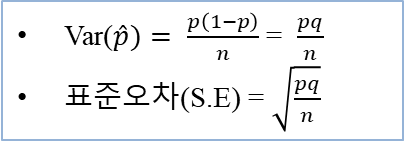 • Var(p̂) = p(1−p)/n = pq/n
• 표준오차(S.E) = √(pq/n)